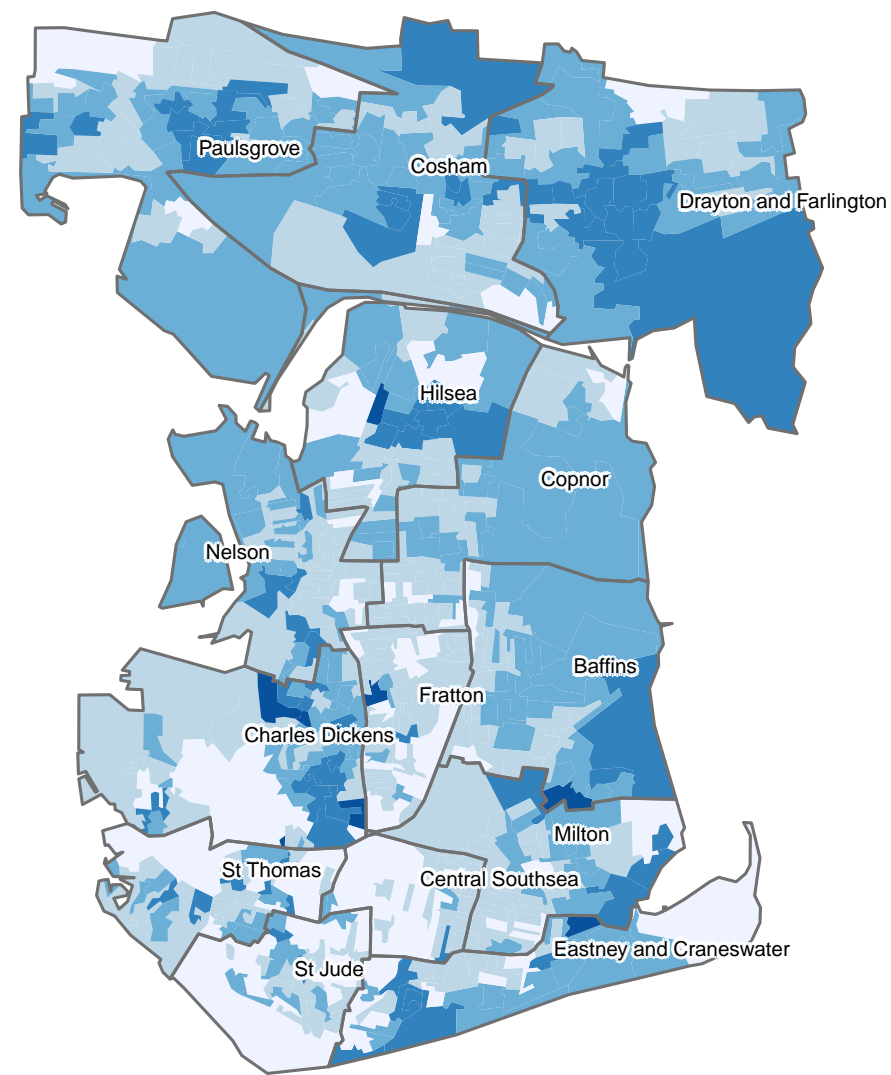 Paulsgrove
Cosham
Drayton and Farlington
Hilsea
Copnor
Nelson
Baffins
Fratton
Charles Dickens
Milton
St Thomas
Central Southsea
Eastney and Craneswater
St Jude